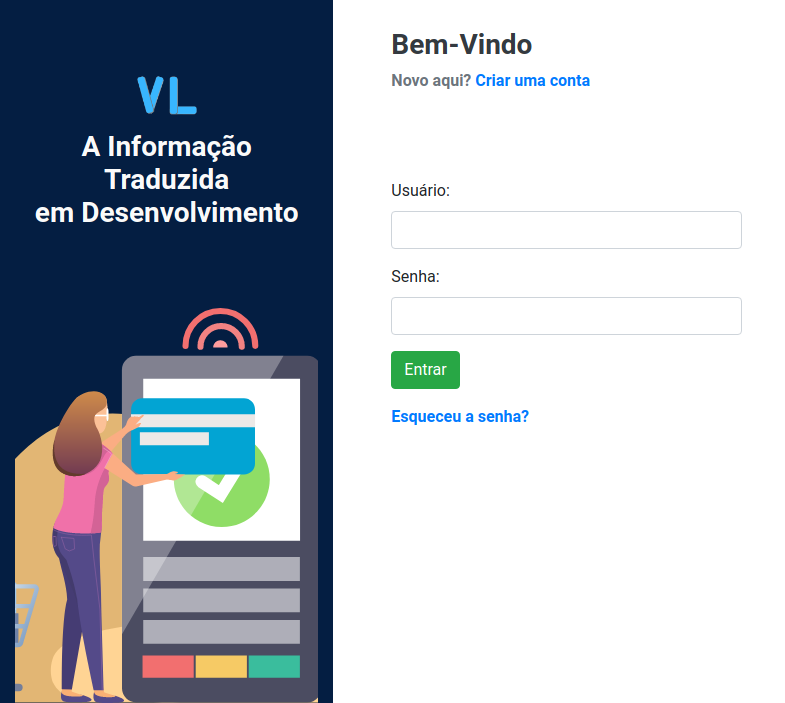 VL
A Informação
Traduzida
em Desenvolvimento
Bem-Vindo
Novo aqui? Criar uma conta
Usuário:
Senha:
Entrar
Esqueceu a senha?